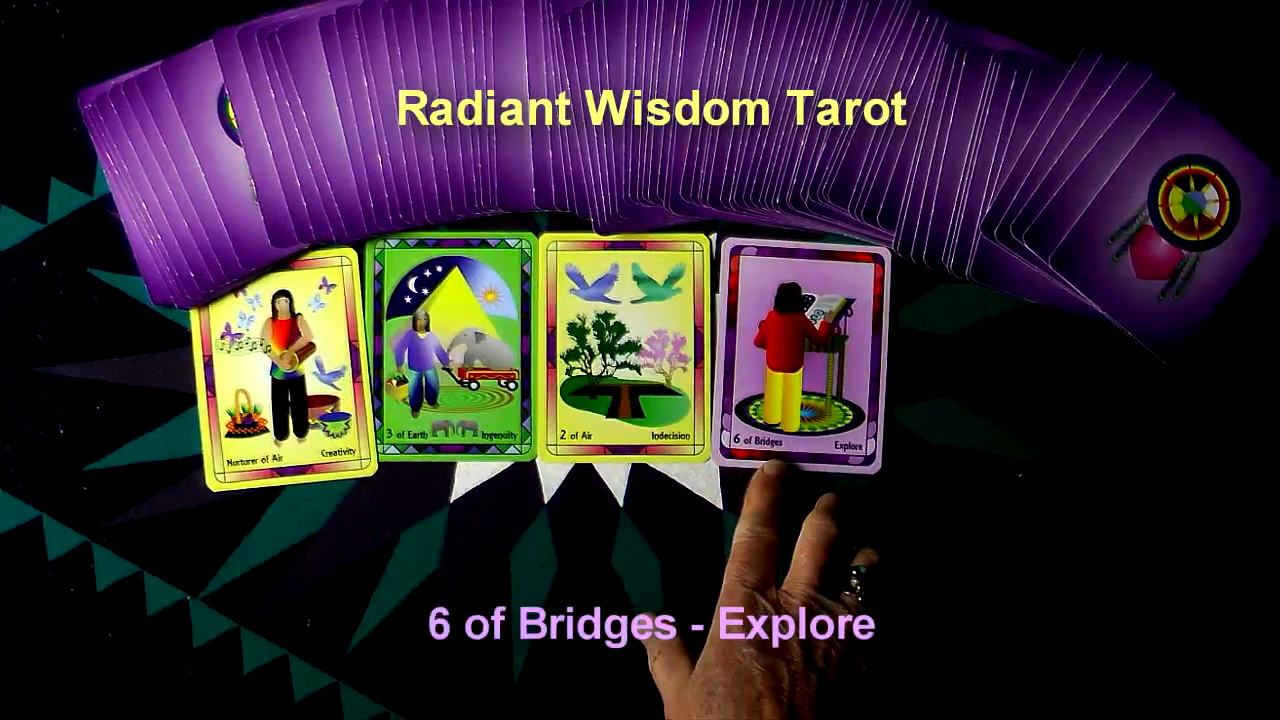 Radiant Wisdom Tarot
Nurturer of Air Creativity
3 of Earth Ingenuity
2 of Air Indecision
6 of Bridges Explore
6 of Bridges - Explore